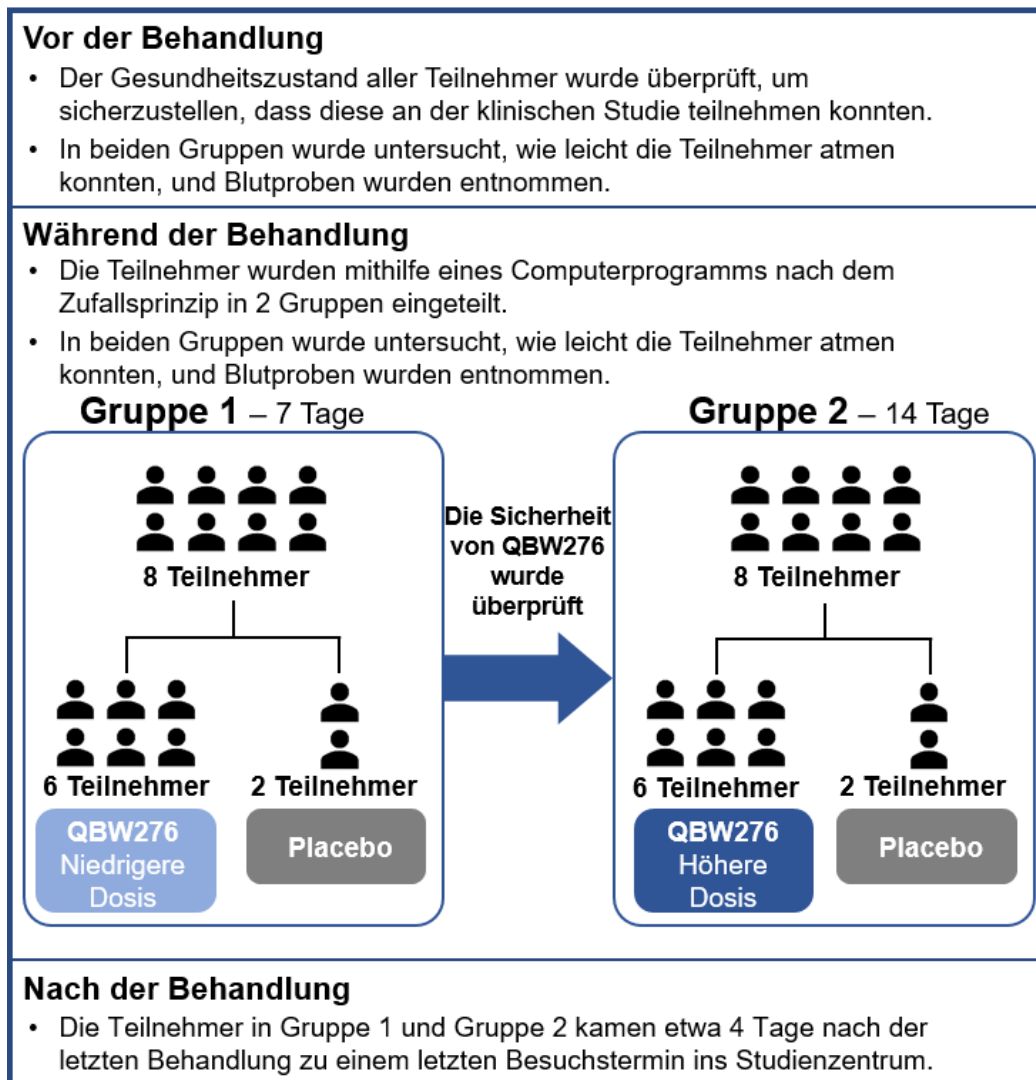 Vor der Behandlung
• Der Gesundheitszustand aller Teilnehmer wurde überprüft, um
sicherzustellen, dass diese an der klinischen Studie teilnehmen konnten.
• In beiden Gruppen wurde untersucht, wie leicht die Teilnehmer atmen
konnten, und Blutproben wurden entnommen.
Während der Behandlung
• Die Teilnehmer wurden mithilfe eines Computerprogramms nach dem
Zufallsprinzip in 2 Gruppen eingeteilt.
• In beiden Gruppen wurde untersucht, wie leicht die Teilnehmer atmen
konnten, und Blutproben wurden entnommen.
Gruppe 1 – 7 Tage
8 Teilnehmer
6 Teilnehmer
QBW276
Niedrigere
Dosis
2 Teilnehmer
Placebo
Die Sicherheit
von QBW276
wurde
überprüft
Gruppe 2 – 14 Tage
8 Teilnehmer
6 Teilnehmer
QBW276
Höhere
Dosis
2 Teilnehmer
Placebo
Nach der Behandlung
• Die Teilnehmer in Gruppe 1 und Gruppe 2 kamen etwa 4 Tage nach der
letzten Behandlung zu einem letzten Besuchstermin ins Studienzentrum.